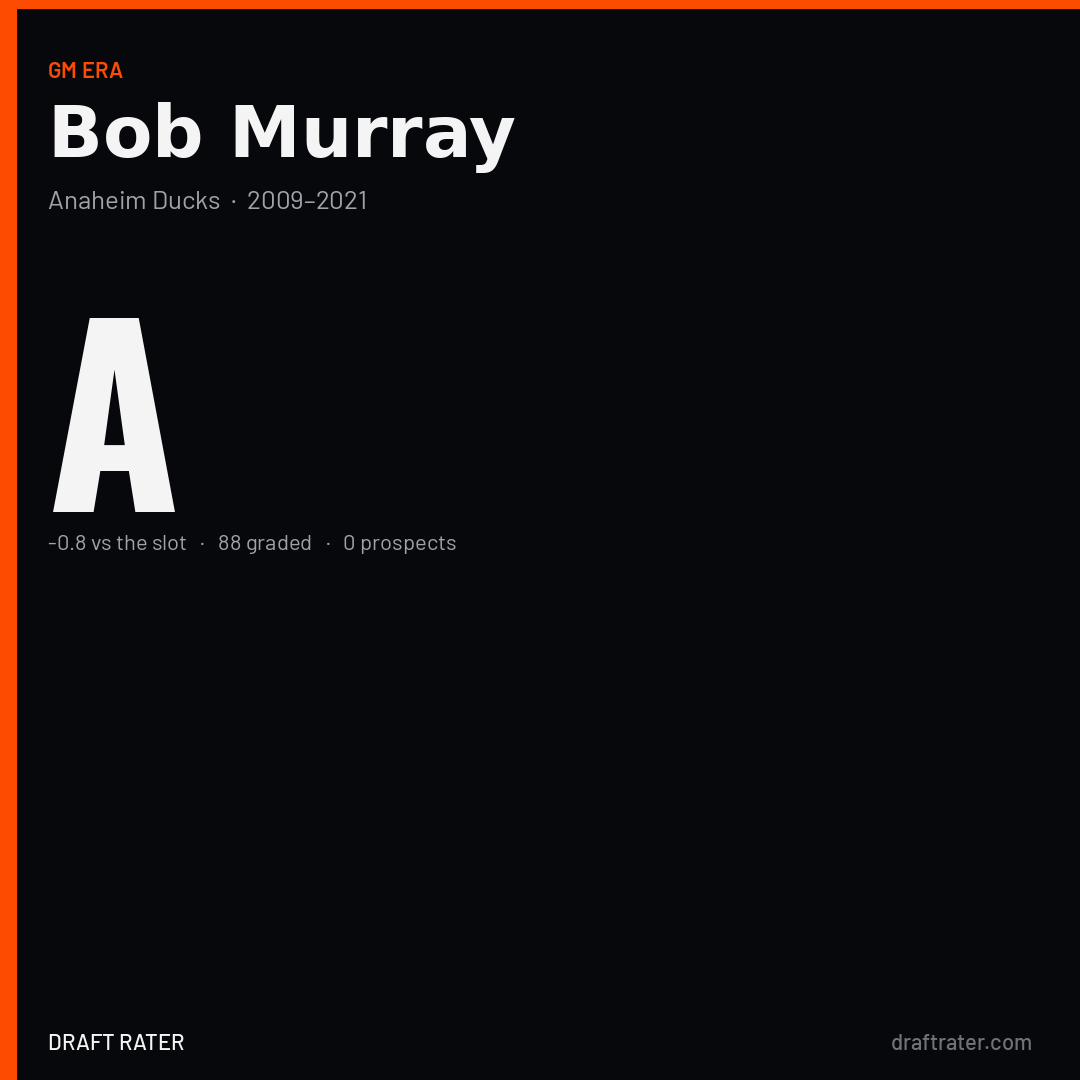 GM ERA
Bob Murray
Anaheim Ducks · 2009–2021
A
-0.8 vs the slot · 88 graded · 0 prospects
DRAFT RATER
draftrater.com